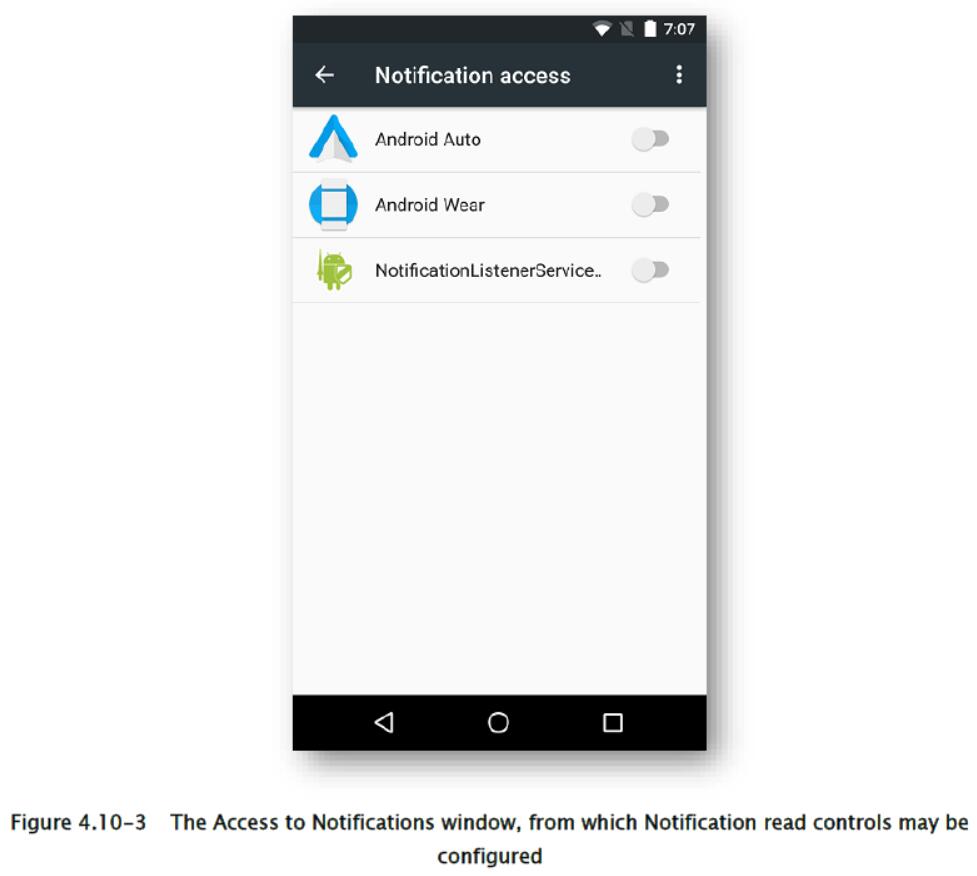 7:07
Notification access
Android Auto
Android Wear
NotificationListenerService..
Figure 4.10-3 The Access to Notifications window, from which Notification read controls may be
configured